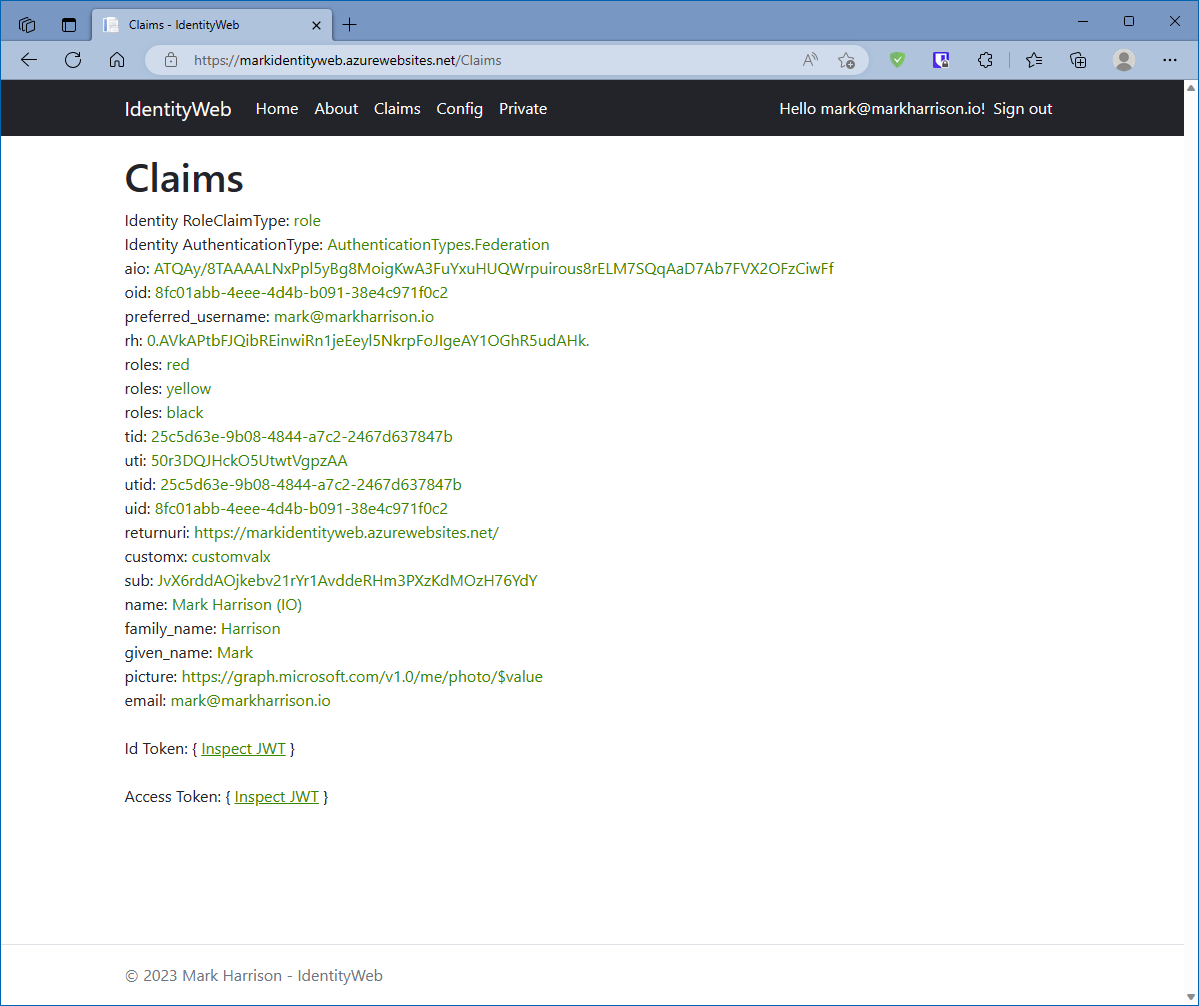 Claims - IdentityWeb
https://markidentityweb.azurewebsites.net/Claims
IdentityWeb Home About Claims Config Private Hello mark@markharrison.io! Sign out
Claims
Identity RoleClaimType: role
Identity AuthenticationType: AuthenticationTypes.Federation
aio: ATQAy/8TAAAALNxPpl5yBg8MoigKwA3FuYxuHUQWrpuirous8rELM7SQqAaD7Ab7FVX2OFzCiwFf
oid: 8fc01abb-4eee-4d4b-b091-38e4c971f0c2
preferred_username: mark@markharrison.io
rh: 0.AVkAPtbFJQibREinwiRn1jeEeyl5NkrpFoJIgeAY1OGhR5udAHk.
roles: red
roles: yellow
roles: black
tid: 25c5d63e-9b08-4844-a7c2-2467d637847b
uti: 50r3DQJHckO5UtwtVgpzAA
utid: 25c5d63e-9b08-4844-a7c2-2467d637847b
uid: 8fc01abb-4eee-4d4b-b091-38e4c971f0c2
returnuri: https://markidentityweb.azurewebsites.net/
customx: customvalx
sub: JvX6rddAOjkebv21rYr1AvddeRHm3PXzKdMOzH76YdY
name: Mark Harrison (IO)
family_name: Harrison
given_name: Mark
picture: https://graph.microsoft.com/v1.0/me/photo/$value
email: mark@markharrison.io
Id Token: { Inspect JWT }
Access Token: { Inspect JWT }
© 2023 Mark Harrison - IdentityWeb